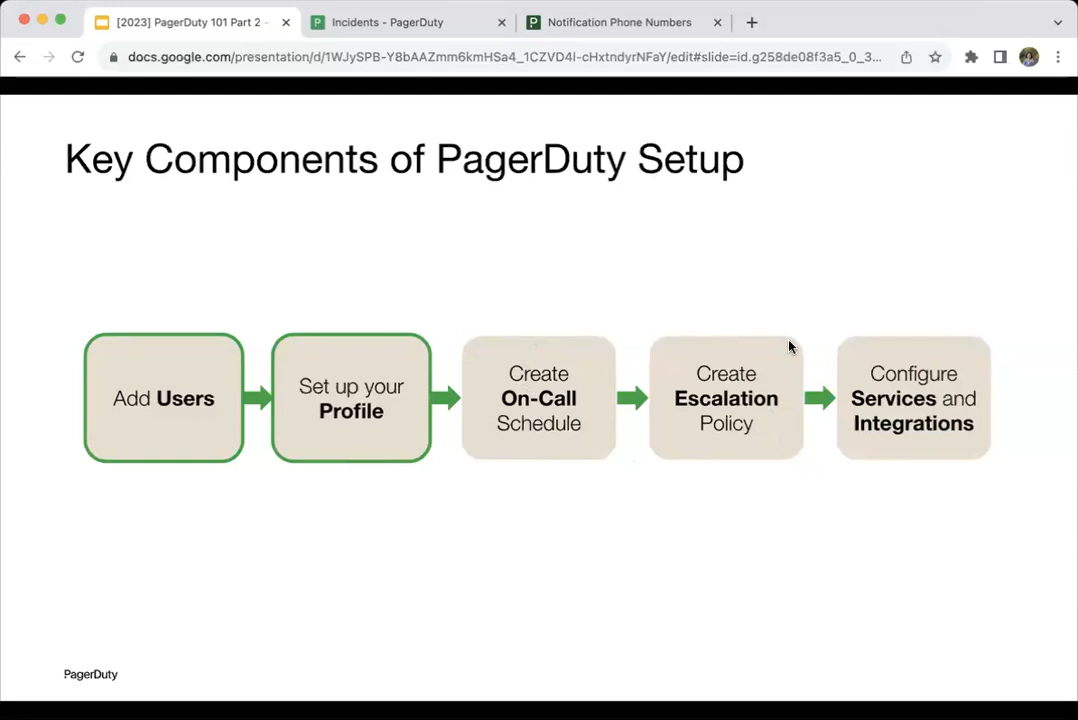 [2023] PagerDuty 101 Part 2 -
Incidents - PagerDuty
Notification Phone Numbers
docs.google.com/presentation/d/1WJySPB-Y8bAAZmm6kmHSa4_1CZVD4I-cHxtndyrNFaY/edit#slide=id.g258de08f3a5_0_3...
Key Components of PagerDuty Setup
Add Users
Set up your
Profile
Create
On-Call
Schedule
Create
Escalation
Policy
Configure
Services and
Integrations
PagerDuty